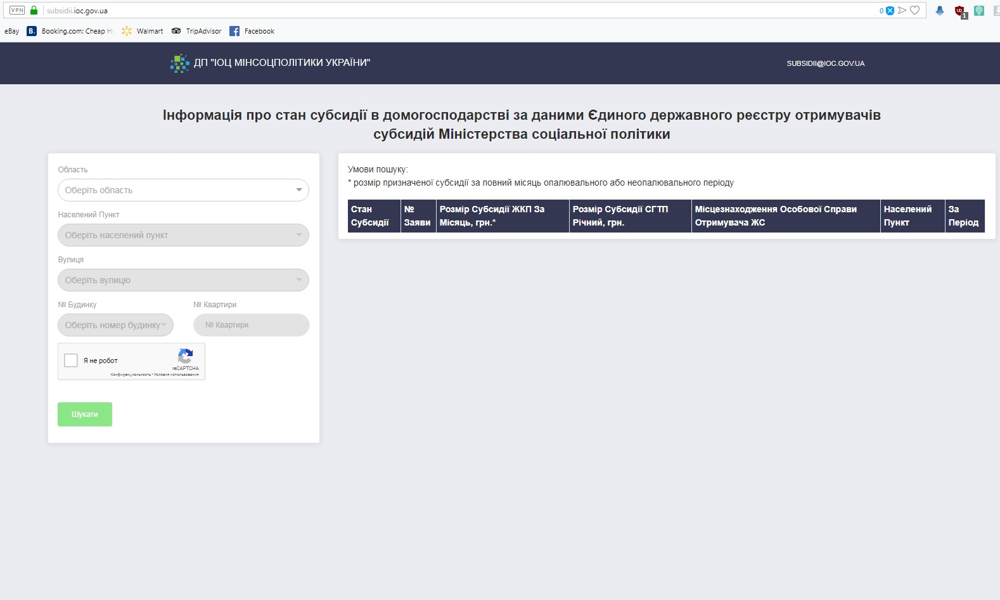 VPN
subsidii.ioc.gov.ua
0
1
eBay
B.
Booking.com: Cheap H
Walmart
TripAdvisor
Facebook
ДП "ІОЦ МІНСОЦПОЛІТИКИ УКРАЇНИ"
SUBSIDII@IOC.GOV.UA
Інформація про стан субсидії в домогосподарстві за даними Єдиного державного реєстру отримувачів
субсидій Міністерства соціальної політики
Область
Оберіть область
Населений Пункт
Оберіть населений пункт
Вулиця
Оберіть вулицю
№ Будинку
№ Квартири
Оберіть номер будинку
№ Квартири
Я не робот
reCAPTCHA
Конфиденциальность • Условия использования
Шукати
Умови пошуку:
* розмір призначеної субсидії за повний місяць опалювального або неопалювального періоду
Стан
Субсидії
№
Заяви
Розмір Субсидії ЖКП За
Місяць, грн.*
Розмір Субсидії СГТП
Річний, грн.
Місцезнаходження Особової Справи
Отримувача ЖС
Населений
Пункт
За
Період